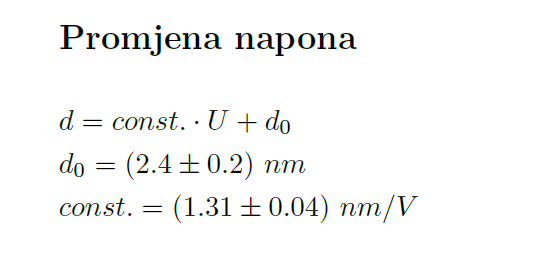 Promjena napona
d = const. · U + d₀
d₀ = (2.4 ± 0.2) nm
const. = (1.31 ± 0.04) nm/V